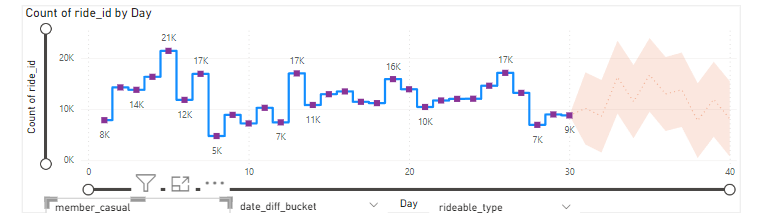 Count of ride_id by Day
Count of ride_id
20K
10K
0K
8K
14K
21K
12K
17K
5K
7K
17K
11K
16K
10K
17K
7K
9K
0
10
20
30
40
member_casual
date_diff_bucket
Day
rideable_type